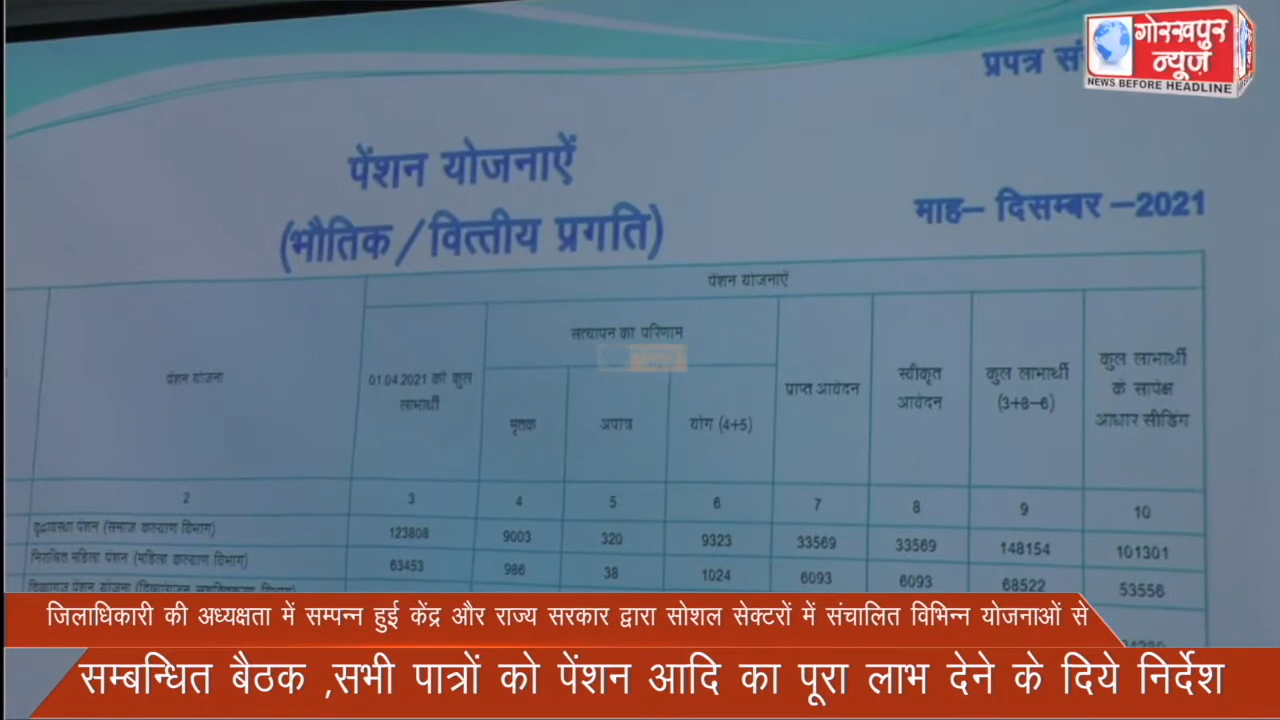 गोरखपुर
न्यूज़
NEWS BEFORE HEADLINE
प्रपत्र
पेंशन योजनाऐं
(भौतिक/वित्तीय प्रगति)
माह– दिसम्बर –2021
पेंशन योजनाऐं
पेंशन योजना
01.04.2021 को कुल
लाभार्थी
सत्यापन का परिणाम
मृतक
अपात्र
योग (4+5)
प्राप्त आवेदन
स्वीकृत
आवेदन
कुल लाभार्थी
(3+8–6)
कुल लाभार्थी
के सापेक्ष
आधार सीडिंग
2 3 4 5 6 7 8 9 10
वृद्धावस्था पेंशन (समाज कल्याण विभाग) 123808 9003 320 9323 33569 33569 148154 101301
निराश्रित महिला पेंशन (महिला कल्याण विभाग) 63453 986 38 1024 6093 6093 68522 53556
जिलाधिकारी की अध्यक्षता में सम्पन्न हुई केंद्र और राज्य सरकार द्वारा सोशल सेक्टरों में संचालित विभिन्न योजनाओं से
सम्बन्धित बैठक ,सभी पात्रों को पेंशन आदि का पूरा लाभ देने के दिये निर्देश